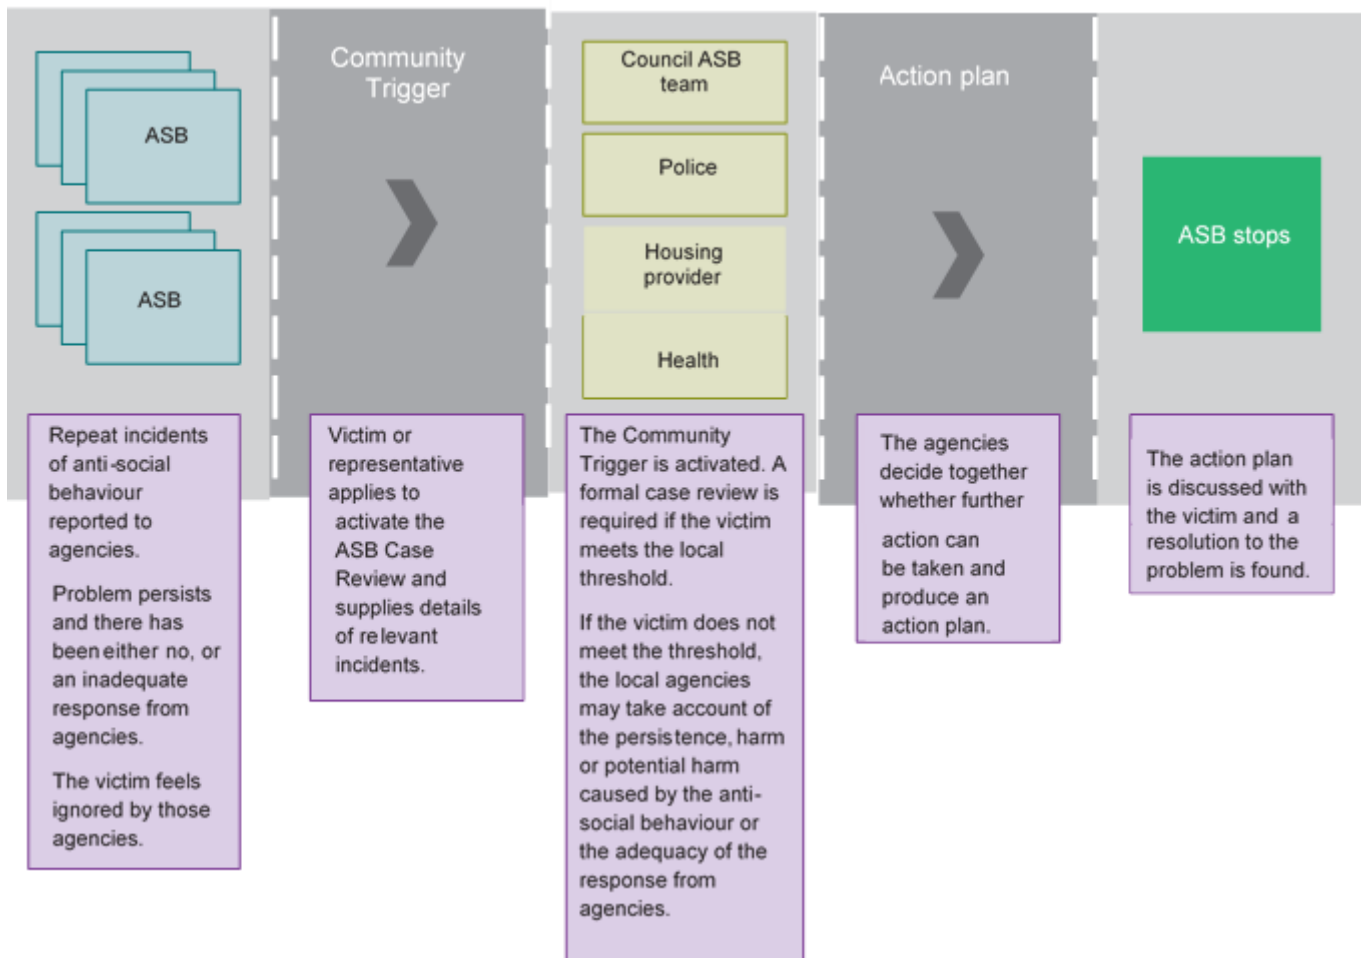 ASB
ASB
Community
Trigger
Council ASB
team
Police
Housing
provider
Health
Action plan
ASB stops
Repeat incidents
of anti-social
behaviour
reported to
agencies.
Problem persists
and there has
been either no, or
an inadequate
response from
agencies.
The victim feels
ignored by those
agencies.
Victim or
representative
applies to
activate the
ASB Case
Review and
supplies details
of relevant
incidents.
The Community
Trigger is activated. A
formal case review is
required if the victim
meets the local
threshold.
If the victim does not
meet the threshold,
the local agencies
may take account of
the persistence, harm
or potential harm
caused by the anti-
social behaviour or
the adequacy of the
response from
agencies.
The agencies
decide together
whether further
action can
be taken and
produce an
action plan.
The action plan
is discussed with
the victim and a
resolution to the
problem is found.